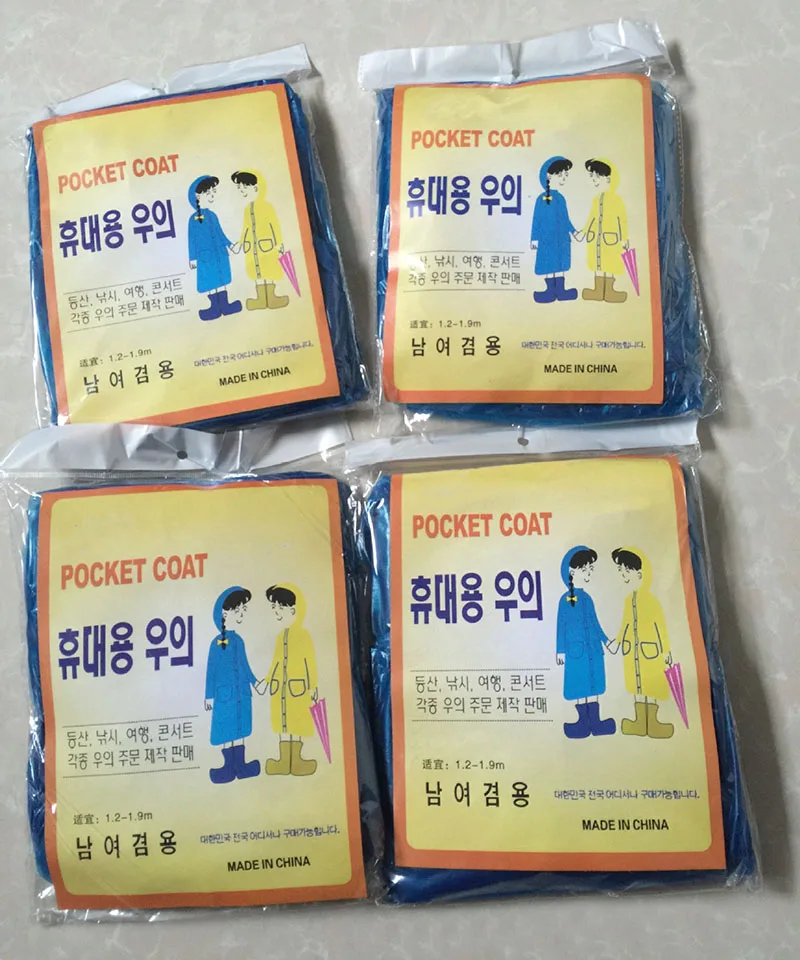 POCKET COAT
휴대용 우의
등산, 낚시, 여행, 콘서트
각종 우의 주문 제작 판매
适宜: 1.2-1.9m
남여겸용
대한민국 전국 어디서나 구매가능합니다.
MADE IN CHINA
POCKET COAT
휴대용 우의
등산, 낚시, 여행, 콘서트
각종 우의 주문 제작 판매
适宜: 1.2-1.9m
남여겸용
대한민국 전국 어디서나 구매가능합니다.
MADE IN CHINA
POCKET COAT
휴대용 우의
등산, 낚시, 여행, 콘서트
각종 우의 주문 제작 판매
适宜: 1.2-1.9m
남여겸용
대한민국 전국 어디서나 구매가능합니다.
MADE IN CHINA
POCKET COAT
휴대용 우의
등산, 낚시, 여행, 콘서트
각종 우의 주문 제작 판매
适宜: 1.2-1.9m
남여겸용
대한민국 전국 어디서나 구매가능합니다.
MADE IN CHINA